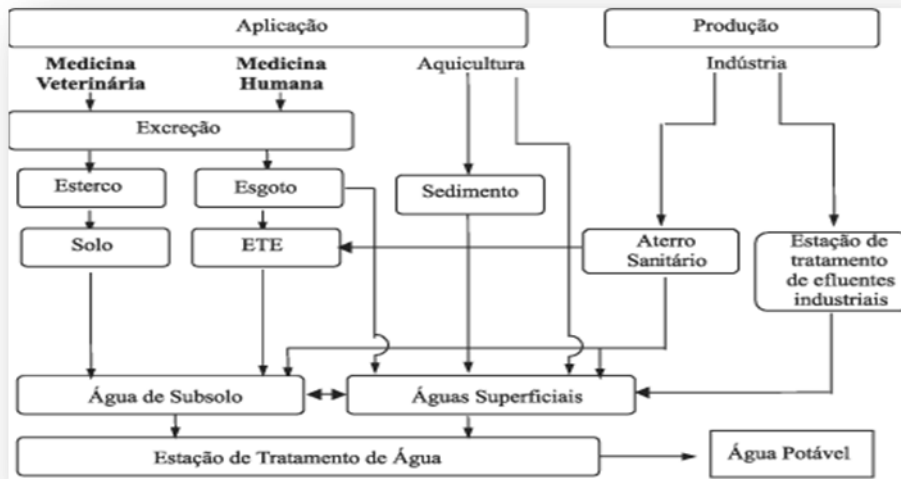 Aplicação
Produção
Medicina
Veterinária
Medicina
Humana
Aquicultura
Indústria
Excreção
Esterco
Esgoto
Sedimento
Solo
ETE
Aterro
Sanitário
Estação de
tratamento
de efluentes
industriais
Água de Subsolo
Águas Superficiais
Estação de Tratamento de Água
Água Potável